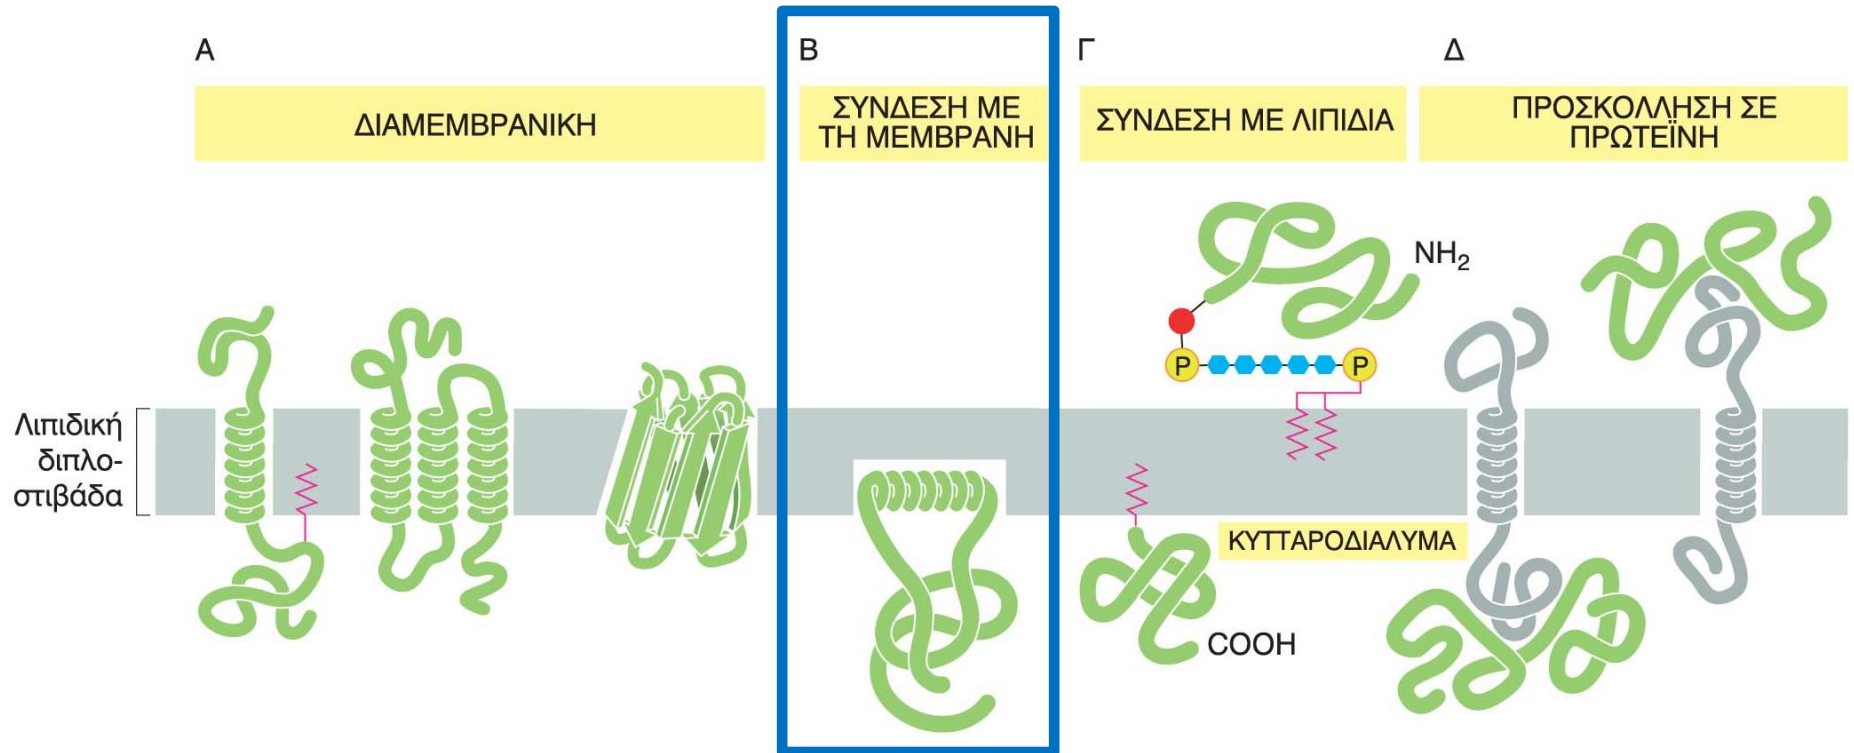 Α
ΔΙΑΜΕΜΒΡΑΝΙΚΗ
Β
ΣΥΝΔΕΣΗ ΜΕ
ΤΗ ΜΕΜΒΡΑΝΗ
Γ
ΣΥΝΔΕΣΗ ΜΕ ΛΙΠΙΔΙΑ
Δ
ΠΡΟΣΚΟΛΛΗΣΗ ΣΕ
ΠΡΩΤΕΪΝΗ
NH2
P
P
Λιπιδική
διπλο-
στιβάδα
ΚΥΤΤΑΡΟΔΙΑΛΥΜΑ
COOH